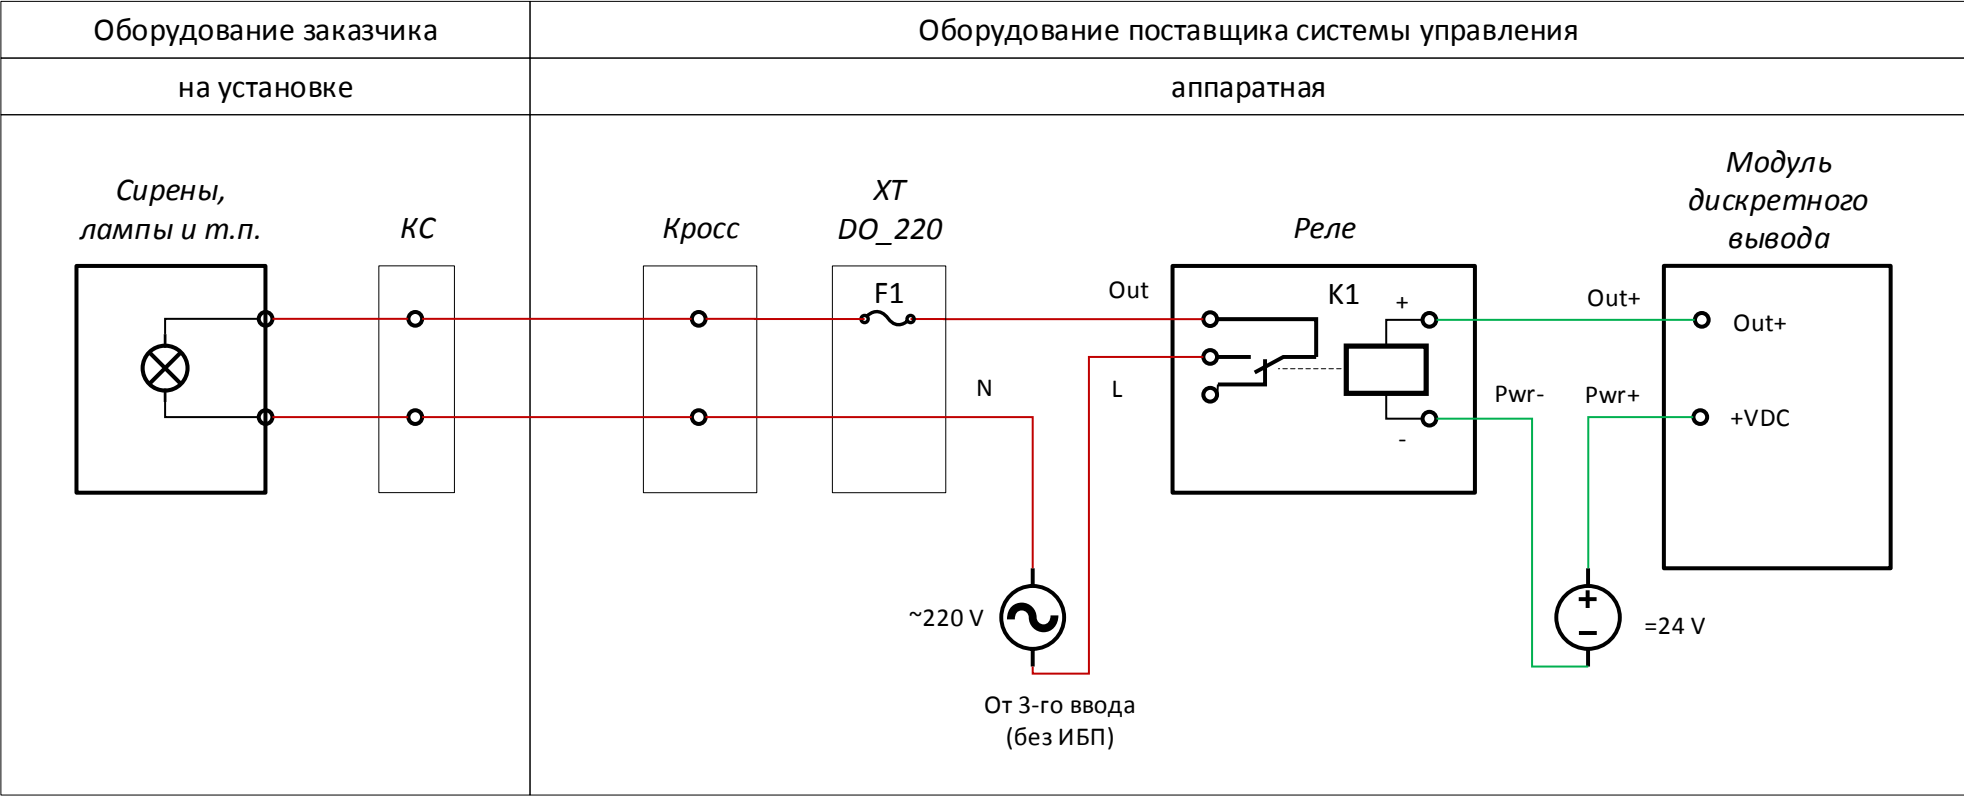 Оборудование заказчика
Оборудование поставщика системы управления
на установке
аппаратная
Сирены,
лампы и т.п.
КС
Кросс
XT
DO_220
Реле
Модуль
дискретного
вывода
F1
Out
K1
+
Out+
Out+
N
L
Pwr-
Pwr+
+VDC
-
~220 V
+
−
=24 V
От 3-го ввода
(без ИБП)